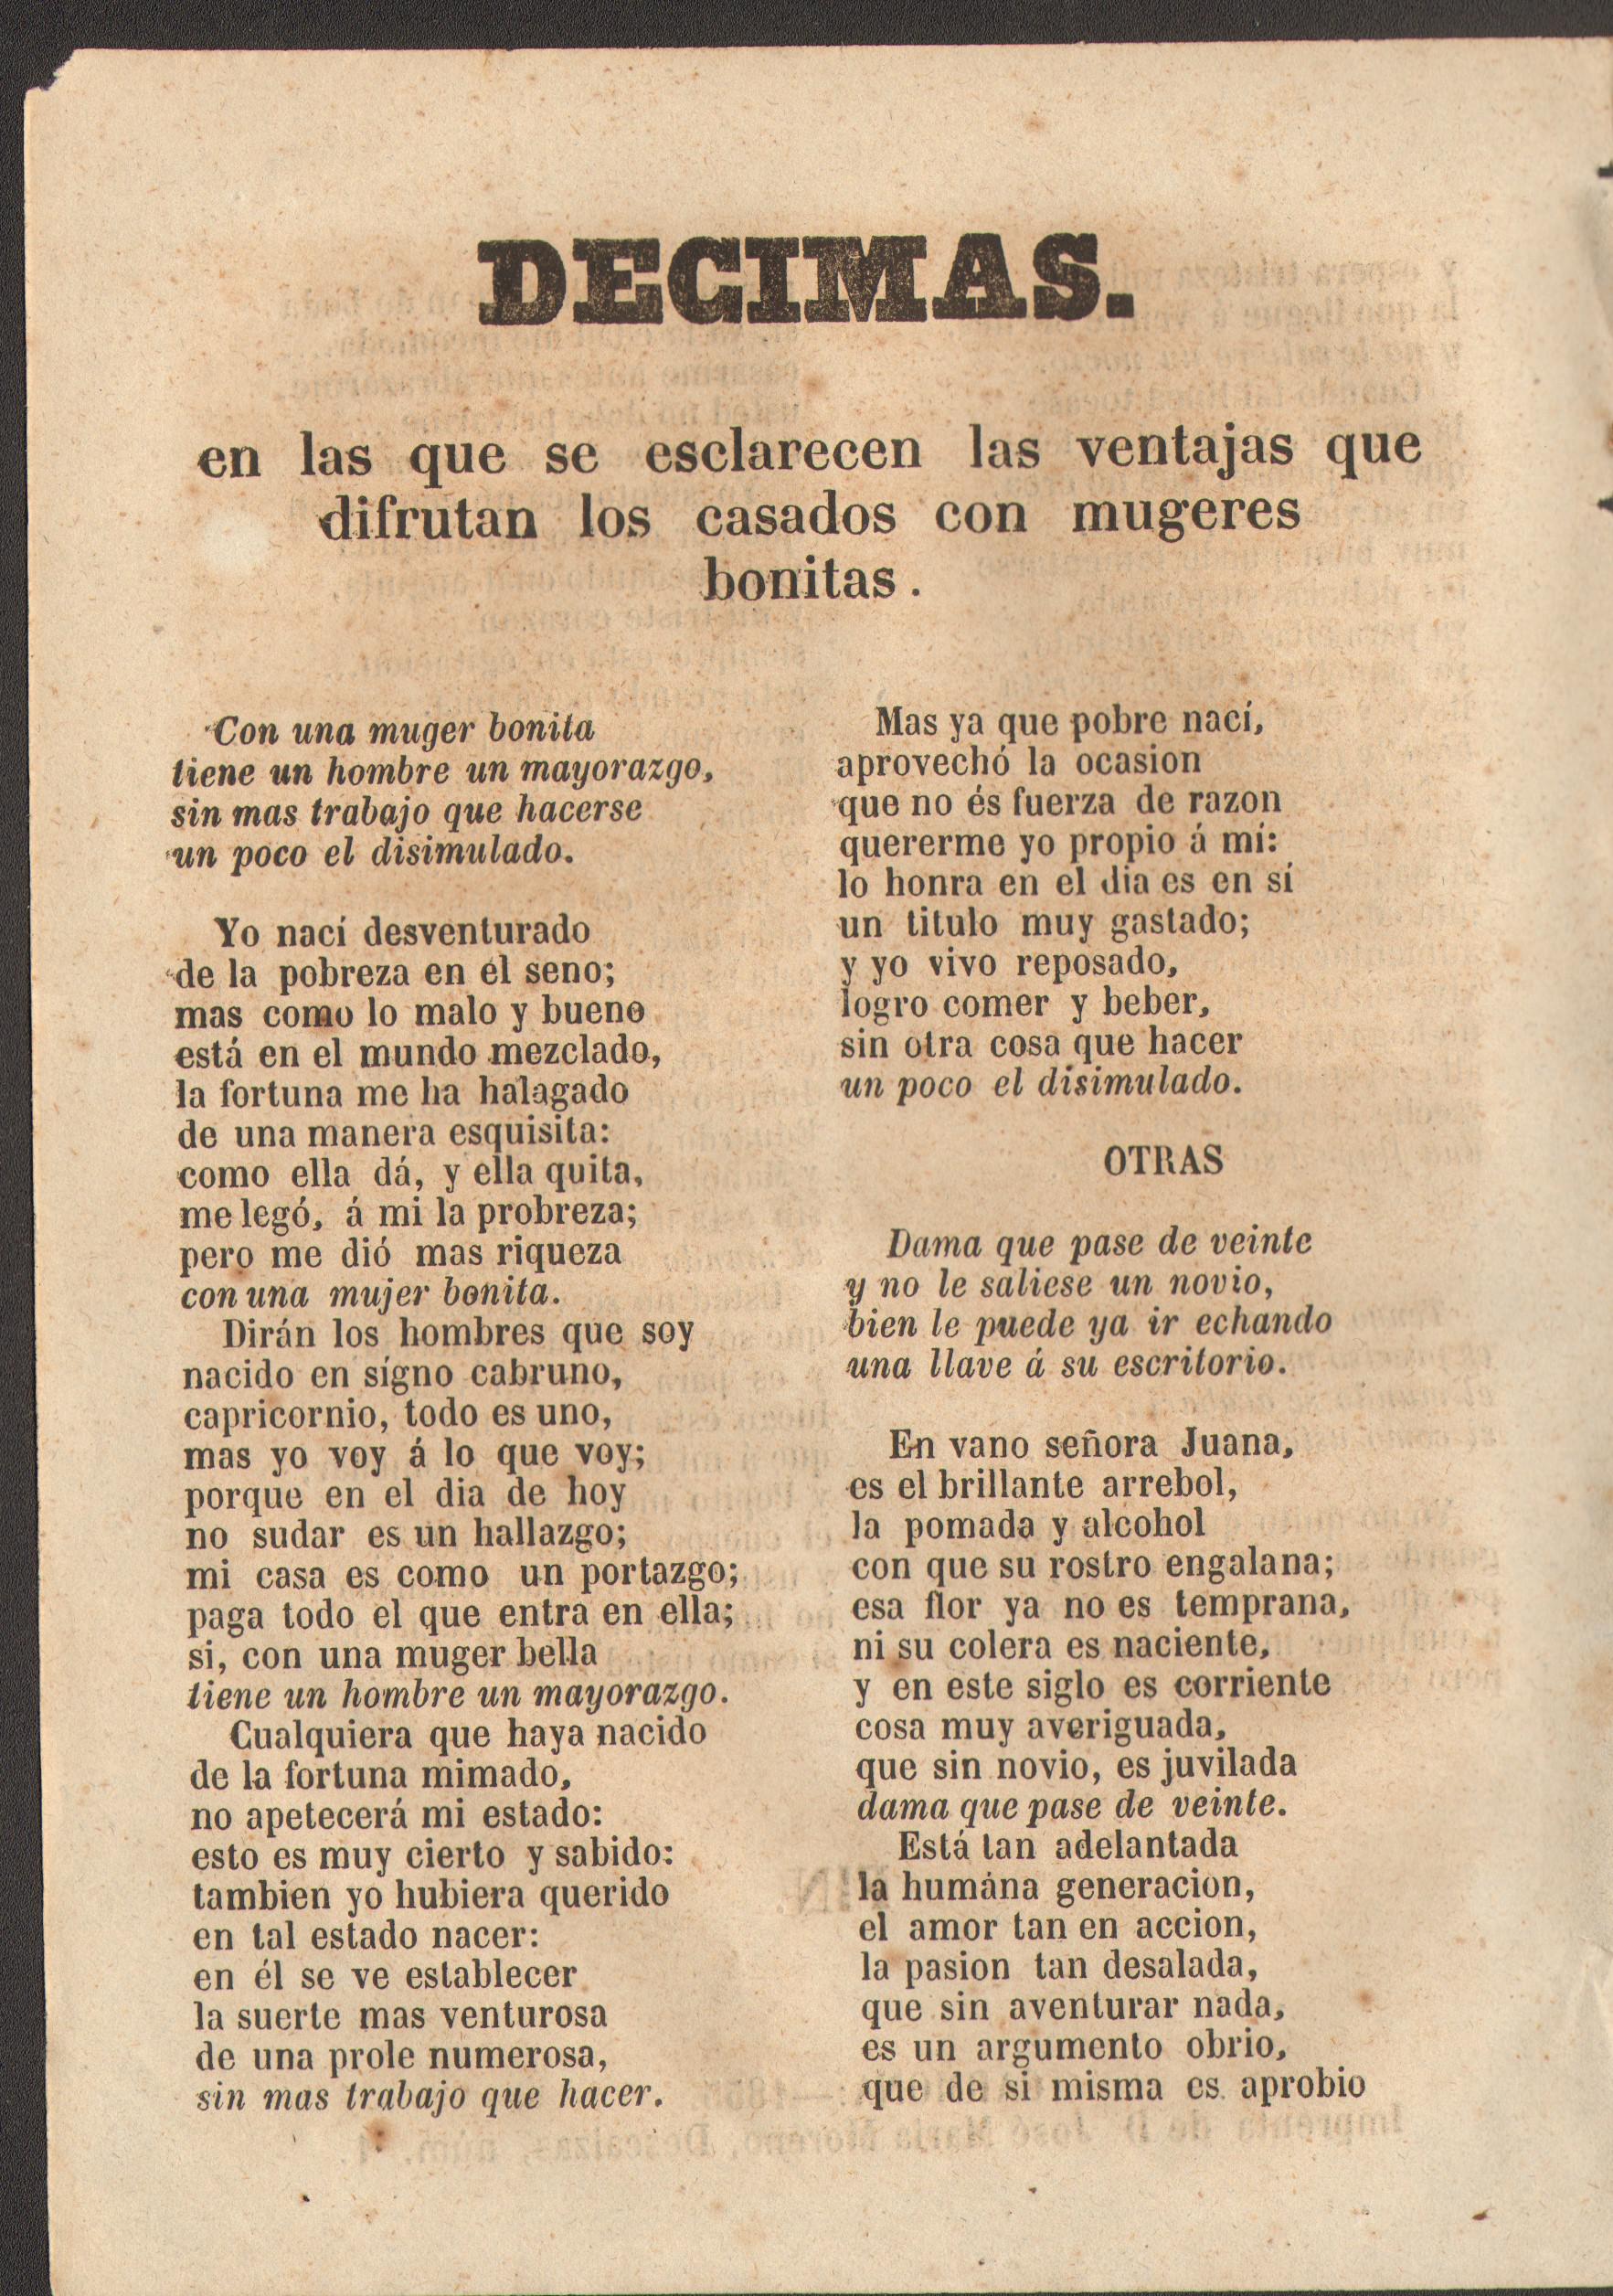 DECIMAS.
en las que se esclarecen las ventajas que
difrutan los casados con mugeres
bonitas.
Con una muger bonita
tiene un hombre un mayorazgo,
sin mas trabajo que hacerse
un poco el disimulado.
Yo nací desventurado
de la pobreza en el seno;
mas como lo malo y bueno
está en el mundo mezclado,
la fortuna me ha halagado
de una manera esquisita:
como ella dá, y ella quita,
me legó, á mi la probreza;
pero me dió mas riqueza
con una mujer bonita.
Dirán los hombres que soy
nacido en signo cabruno,
capricornio, todo es uno,
mas yo voy á lo que voy;
porque en el dia de hoy
no sudar es un hallazgo;
mi casa es como un portazgo;
paga todo el que entra en ella;
si, con una muger bella
tiene un hombre un mayorazgo.
Cualquiera que haya nacido
de la fortuna mimado,
no apetecerá mi estado:
esto es muy cierto y sabido:
tambien yo hubiera querido
en tal estado nacer:
en él se ve establecer
la suerte mas venturosa
de una prole numerosa,
sin mas trabajo que hacer.
Mas ya que pobre nací,
aprovechó la ocasion
que no és fuerza de razon
quererme yo propio á mí:
lo honra en el dia es en sí
un titulo muy gastado;
y yo vivo reposado,
logro comer y beber,
sin otra cosa que hacer
un poco el disimulado.
OTRAS
Dama que pase de veinte
y no le saliese un novio,
bien le puede ya ir echando
una llave á su escritorio.
En vano señora Juana,
es el brillante arrebol,
la pomada y alcohol
con que su rostro engalana;
esa flor ya no es temprana,
ni su colera es naciente,
y en este siglo es corriente
cosa muy averiguada,
que sin novio, es juvilada
dama que pase de veinte.
Está tan adelantada
la humána generacion,
el amor tan en accion,
la pasion tan desalada,
que sin aventurar nada,
es un argumento obrio,
que de si misma es aprobio